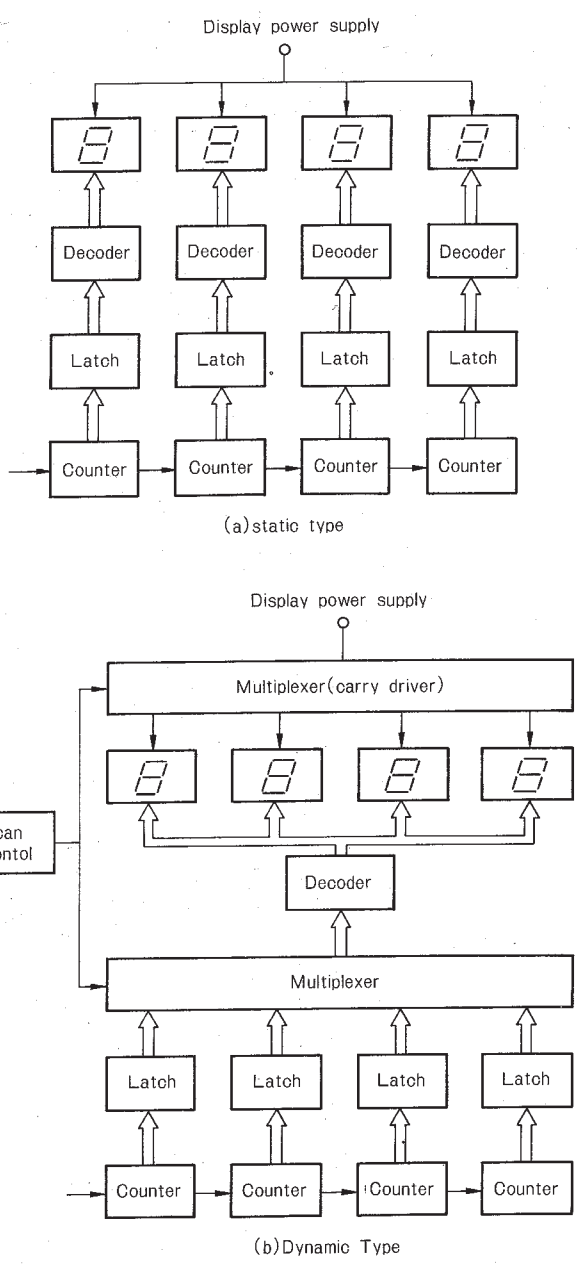 Display power supply
Decoder Decoder Decoder Decoder
Latch Latch Latch Latch
Counter Counter Counter Counter
(a)static type
Display power supply
Multiplexer(carry driver)
can
ontol
Decoder
Multiplexer
Latch Latch Latch Latch
Counter Counter Counter Counter
(b)Dynamic Type